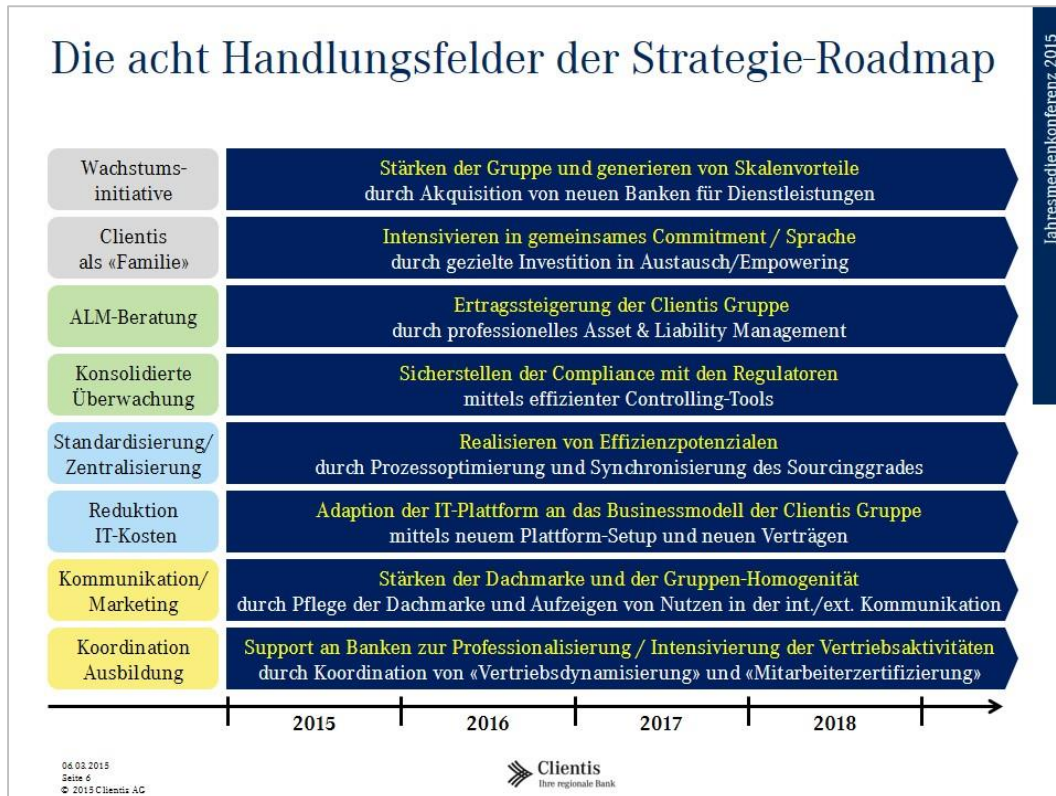 Die acht Handlungsfelder der Strategie-Roadmap
Jahresmedienkonferenz 2015
Wachstums-
initiative
Stärken der Gruppe und generieren von Skalenvorteile
durch Akquisition von neuen Banken für Dienstleistungen
Clientis
als «Familie»
Intensivieren in gemeinsames Commitment / Sprache
durch gezielte Investition in Austausch/Empowering
ALM-Beratung
Ertragssteigerung der Clientis Gruppe
durch professionelles Asset & Liability Management
Konsolidierte
Überwachung
Sicherstellen der Compliance mit den Regulatoren
mittels effizienter Controlling-Tools
Standardisierung/
Zentralisierung
Realisieren von Effizienzpotenzialen
durch Prozessoptimierung und Synchronisierung des Sourcinggrades
Reduktion
IT-Kosten
Adaption der IT-Plattform an das Businessmodell der Clientis Gruppe
mittels neuem Plattform-Setup und neuen Verträgen
Kommunikation/
Marketing
Stärken der Dachmarke und der Gruppen-Homogenität
durch Pflege der Dachmarke und Aufzeigen von Nutzen in der int./ext. Kommunikation
Koordination
Ausbildung
Support an Banken zur Professionalisierung / Intensivierung der Vertriebsaktivitäten
durch Koordination von «Vertriebsdynamisierung» und «Mitarbeiterzertifizierung»
2015 2016 2017 2018
06.03.2015
Seite 6
© 2015 Clientis AG
Clientis
Ihre regionale Bank